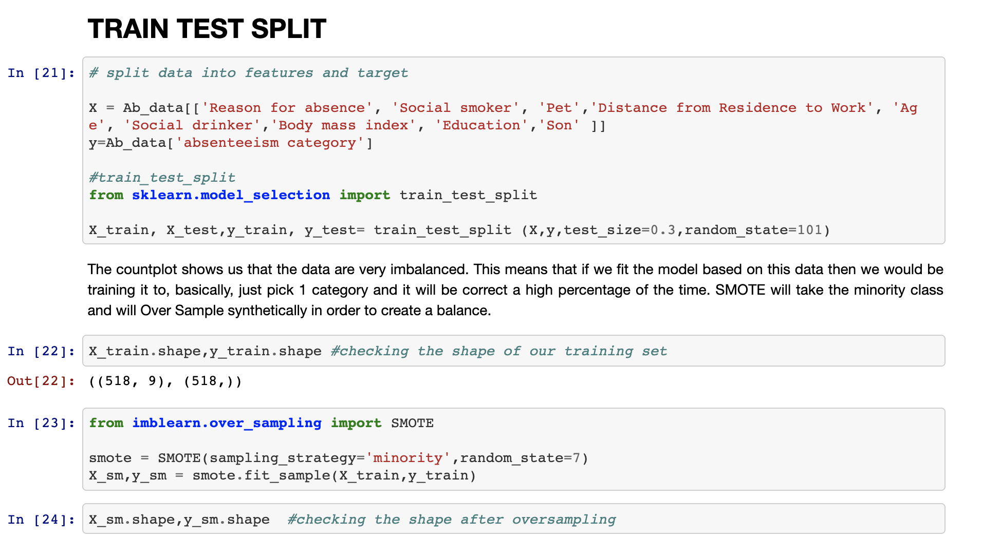 TRAIN TEST SPLIT
In [21]: # split data into features and target
X = Ab_data[['Reason for absence', 'Social smoker', 'Pet','Distance from Residence to Work', 'Ag
e', 'Social drinker','Body mass index', 'Education','Son' ]]
y=Ab_data['absenteeism category']
#train_test_split
from sklearn.model_selection import train_test_split
X_train, X_test,y_train, y_test= train_test_split (X,y,test_size=0.3,random_state=101)
The countplot shows us that the data are very imbalanced. This means that if we fit the model based on this data then we would be
training it to, basically, just pick 1 category and it will be correct a high percentage of the time. SMOTE will take the minority class
and will Over Sample synthetically in order to create a balance.
In [22]: X_train.shape,y_train.shape #checking the shape of our training set
Out[22]: ((518, 9), (518,))
In [23]: from imblearn.over_sampling import SMOTE
smote = SMOTE(sampling_strategy='minority',random_state=7)
X_sm,y_sm = smote.fit_sample(X_train,y_train)
In [24]: X_sm.shape,y_sm.shape  #checking the shape after oversampling